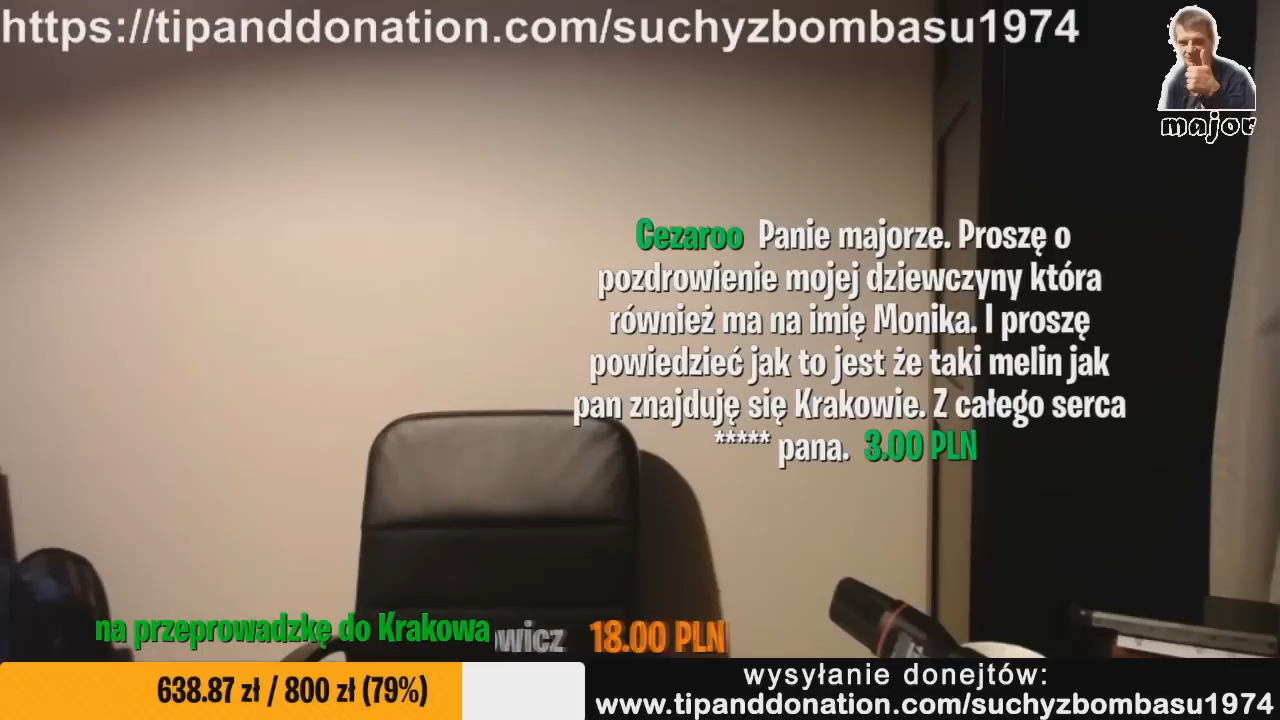 https://tipanddonation.com/suchyzbombasu1974
major
Cezaroo Panie majorze. Proszę o
pozdrowienie mojej dziewczyny która
również ma na imię Monika. I proszę
powiedzieć jak to jest że taki melin jak
pan znajduję się Krakowie. Z całego serca
***** pana. 3.00 PLN
na przeprowadzkę do Krakowa
wicz 18.00 PLN
638.87 zł / 800 zł (79%)
wysyłanie donejtów:
www.tipanddonation.com/suchyzbombasu1974